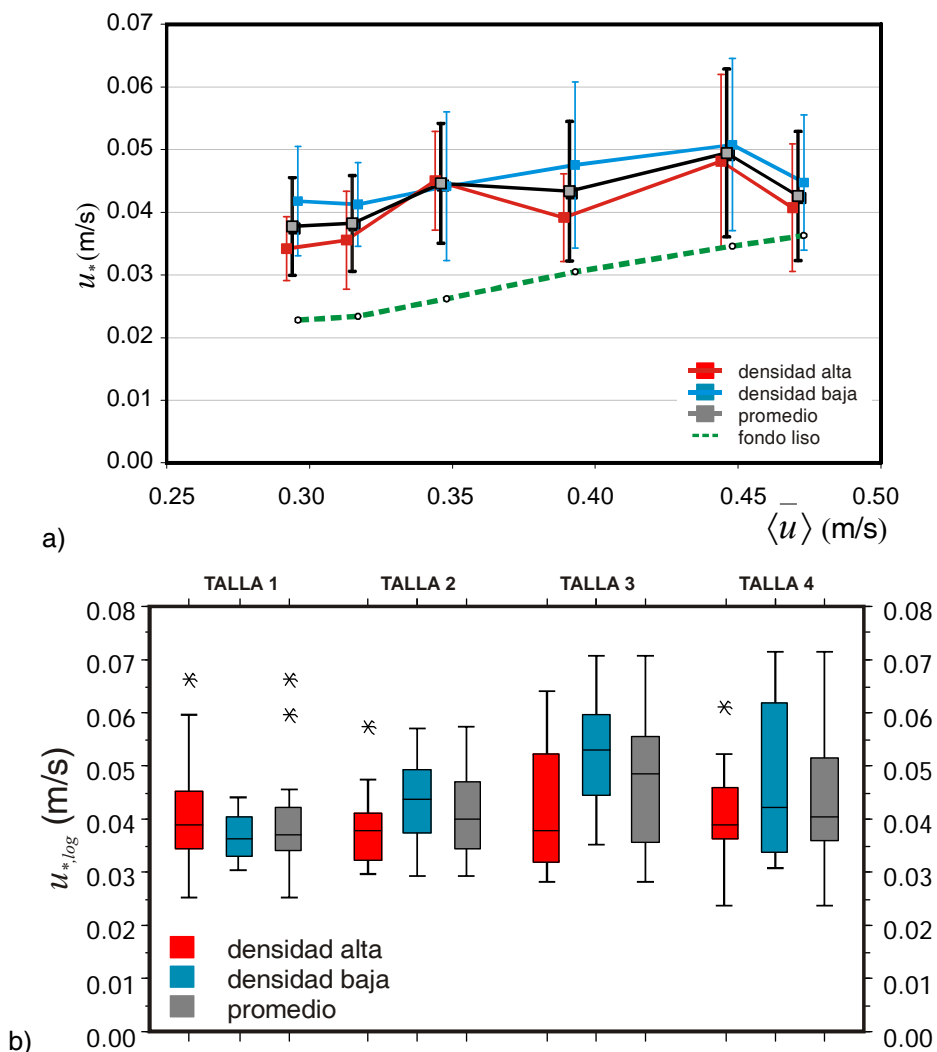 0.07
0.06
0.05
0.04
0.03
0.02
0.01
0.00
u* (m/s)
densidad alta
densidad baja
promedio
fondo liso
0.25 0.30 0.35 0.40 0.45 0.50
⟨u̅⟩ (m/s)
a)
TALLA 1 TALLA 2 TALLA 3 TALLA 4
0.08 0.08
0.07 0.07
0.06 0.06
0.05 0.05
0.04 0.04
0.03 0.03
0.02 0.02
0.01 0.01
0.00 0.00
u*,log (m/s)
densidad alta
densidad baja
promedio
b)